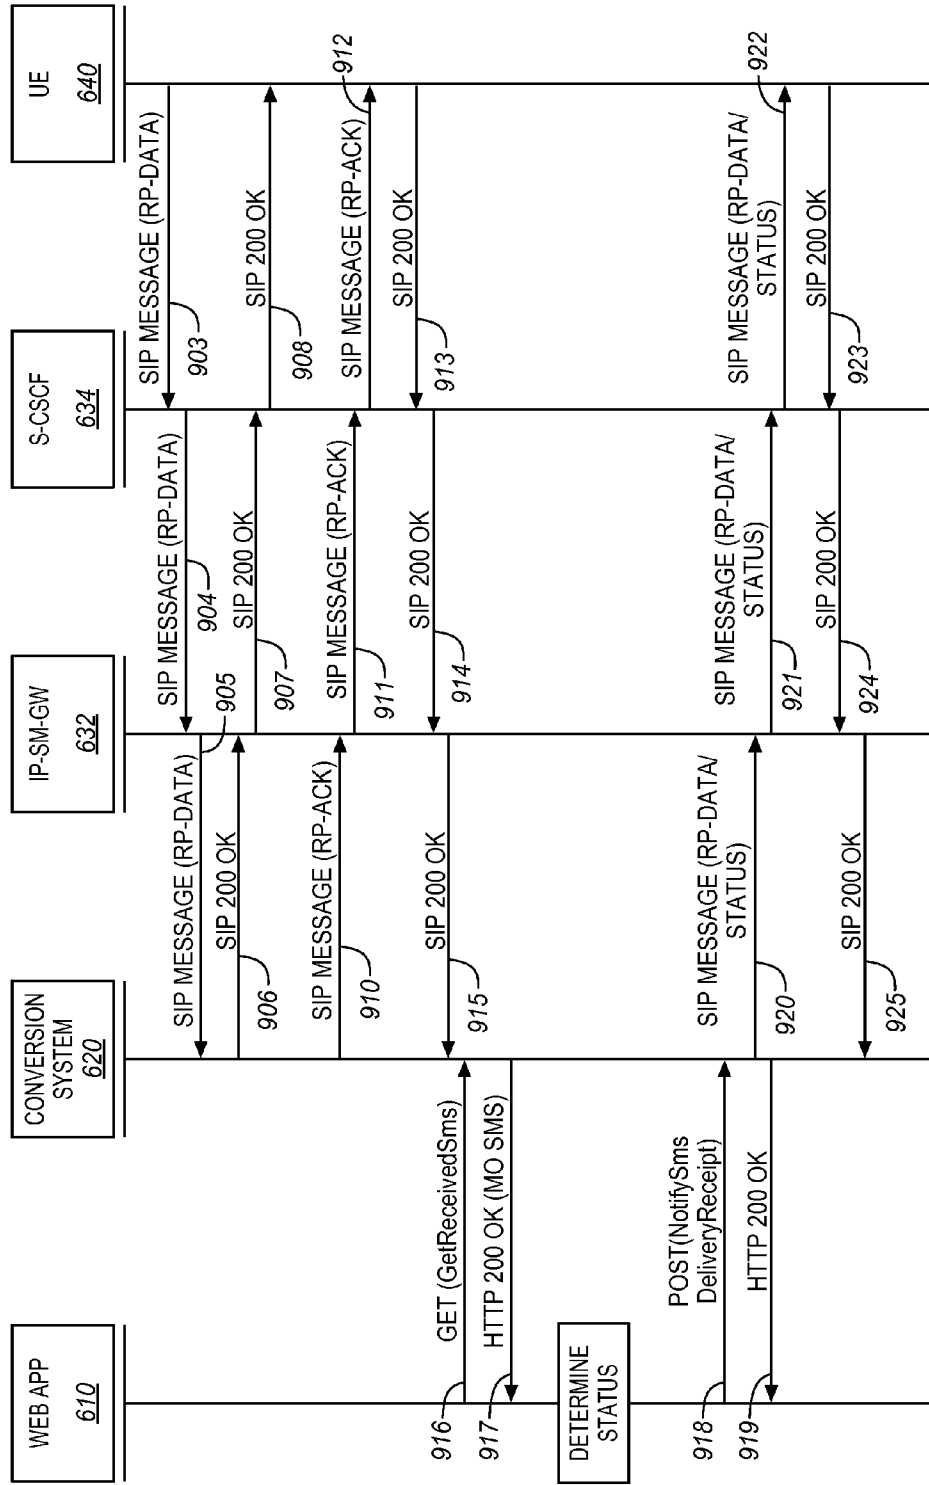 WEB APP
610
CONVERSION
SYSTEM
620
IP-SM-GW
632
S-CSCF
634
UE
640
SIP MESSAGE (RP-DATA)
903
SIP MESSAGE (RP-DATA)
904
SIP MESSAGE (RP-DATA)
905
SIP 200 OK
906
SIP 200 OK
907
SIP 200 OK
908
SIP MESSAGE (RP-ACK)
910
SIP MESSAGE (RP-ACK)
911
SIP MESSAGE (RP-ACK)
912
SIP 200 OK
913
SIP 200 OK
914
SIP 200 OK
915
GET (GetReceivedSms)
916
HTTP 200 OK (MO SMS)
917
DETERMINE
STATUS
POST(NotifySms
DeliveryReceipt)
918
HTTP 200 OK
919
SIP MESSAGE (RP-DATA/
STATUS)
920
SIP MESSAGE (RP-DATA/
STATUS)
921
SIP MESSAGE (RP-DATA/
STATUS)
922
SIP 200 OK
923
SIP 200 OK
924
SIP 200 OK
925